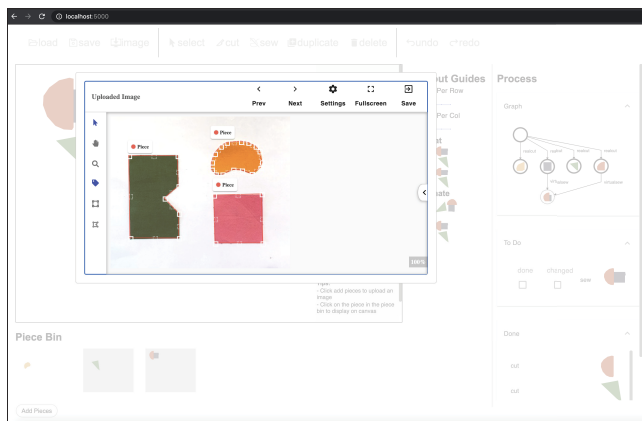 localhost:5000
load save image select cut sew duplicate delete undo redo
Uploaded Image
Prev Next Settings Fullscreen Save
Piece
Piece
Piece
100%
out Guides
Per Row
Per Col
Process
Graph
To Do
done changed
sew
Done
cut
cut
Tips:
- Click add pieces to upload an
image
- Click on the piece in the piece
bin to display on canvas
Piece Bin
Add Pieces